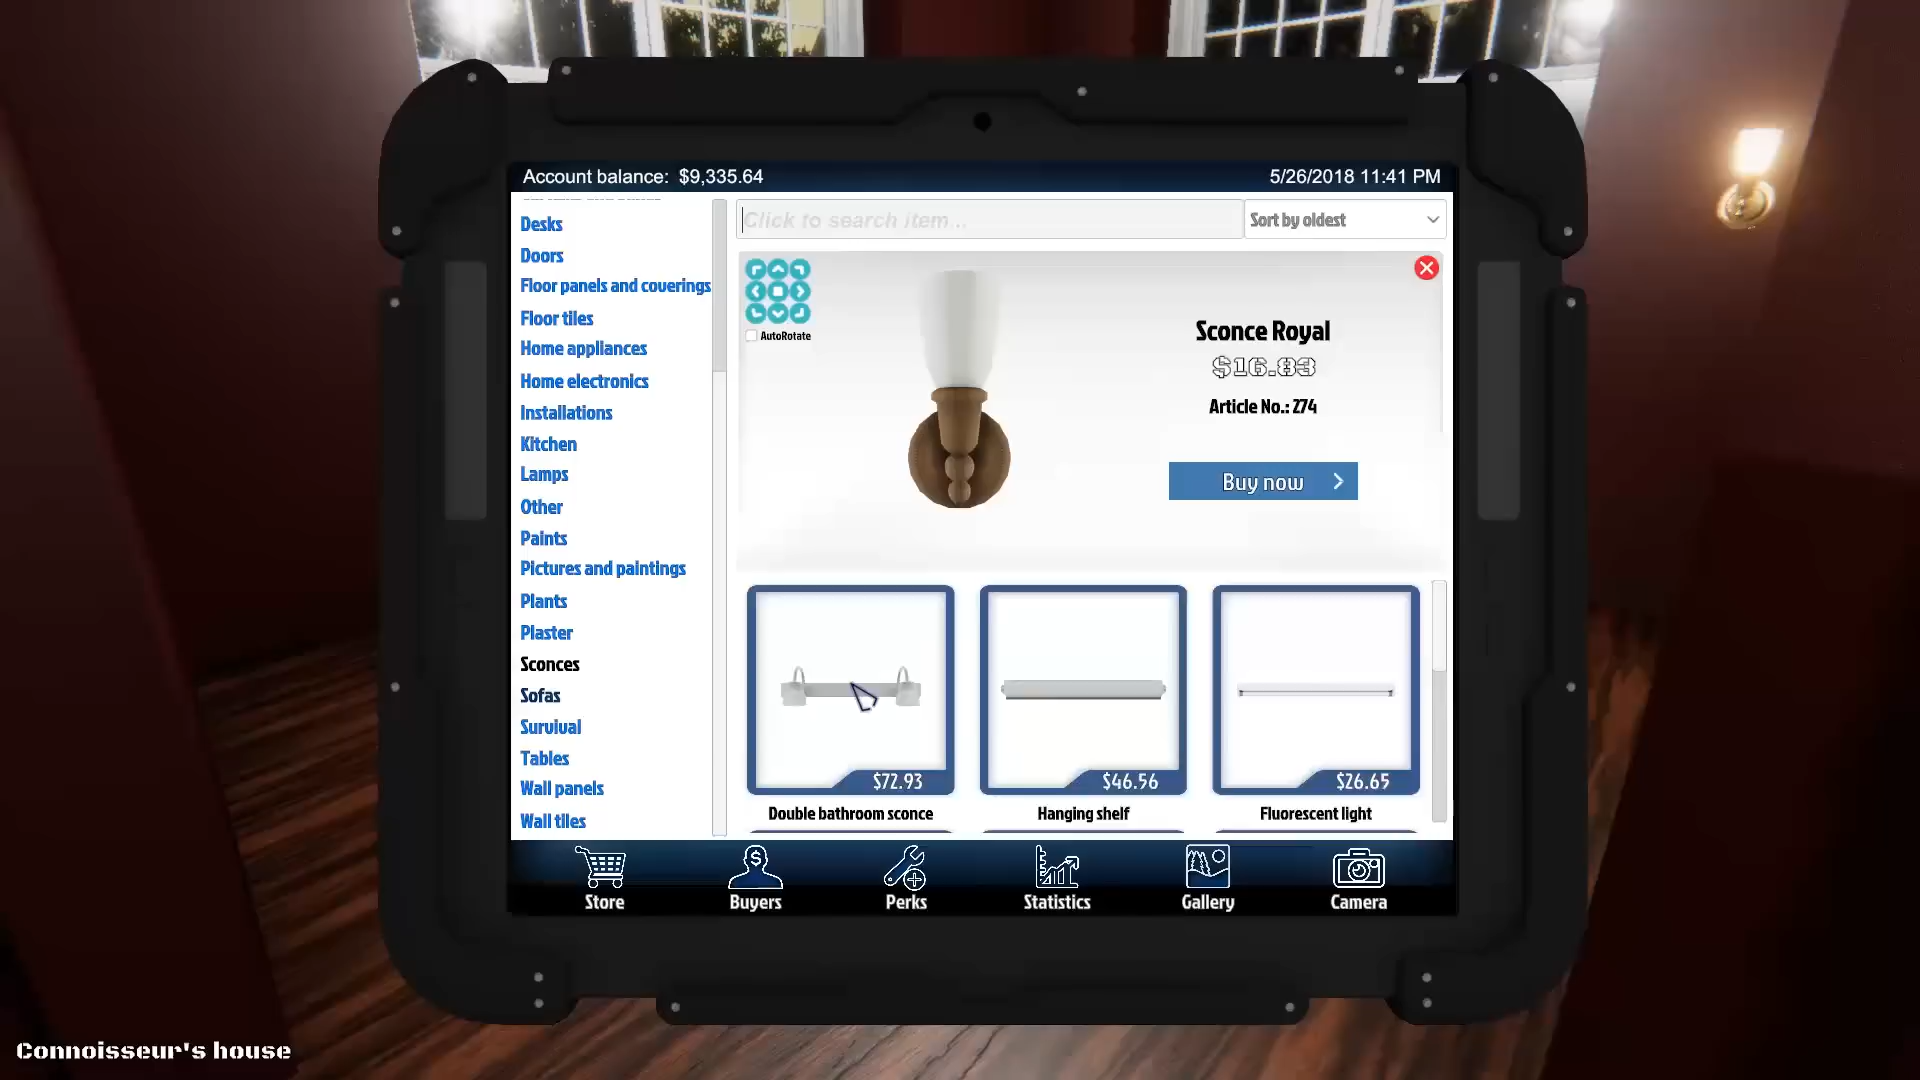 Account balance: $9,335.64
5/26/2018 11:41 PM
Desks
Doors
Floor panels and coverings
Floor tiles
Home appliances
Home electronics
Installations
Kitchen
Lamps
Other
Paints
Pictures and paintings
Plants
Plaster
Sconces
Sofas
Survival
Tables
Wall panels
Wall tiles
Click to search item...
Sort by oldest
AutoRotate
Sconce Royal
$16.83
Article No.: 274
Buy now
$72.93
$46.56
$26.65
Double bathroom sconce
Hanging shelf
Fluorescent light
Store
Buyers
Perks
Statistics
Gallery
Camera
Connoisseur's house